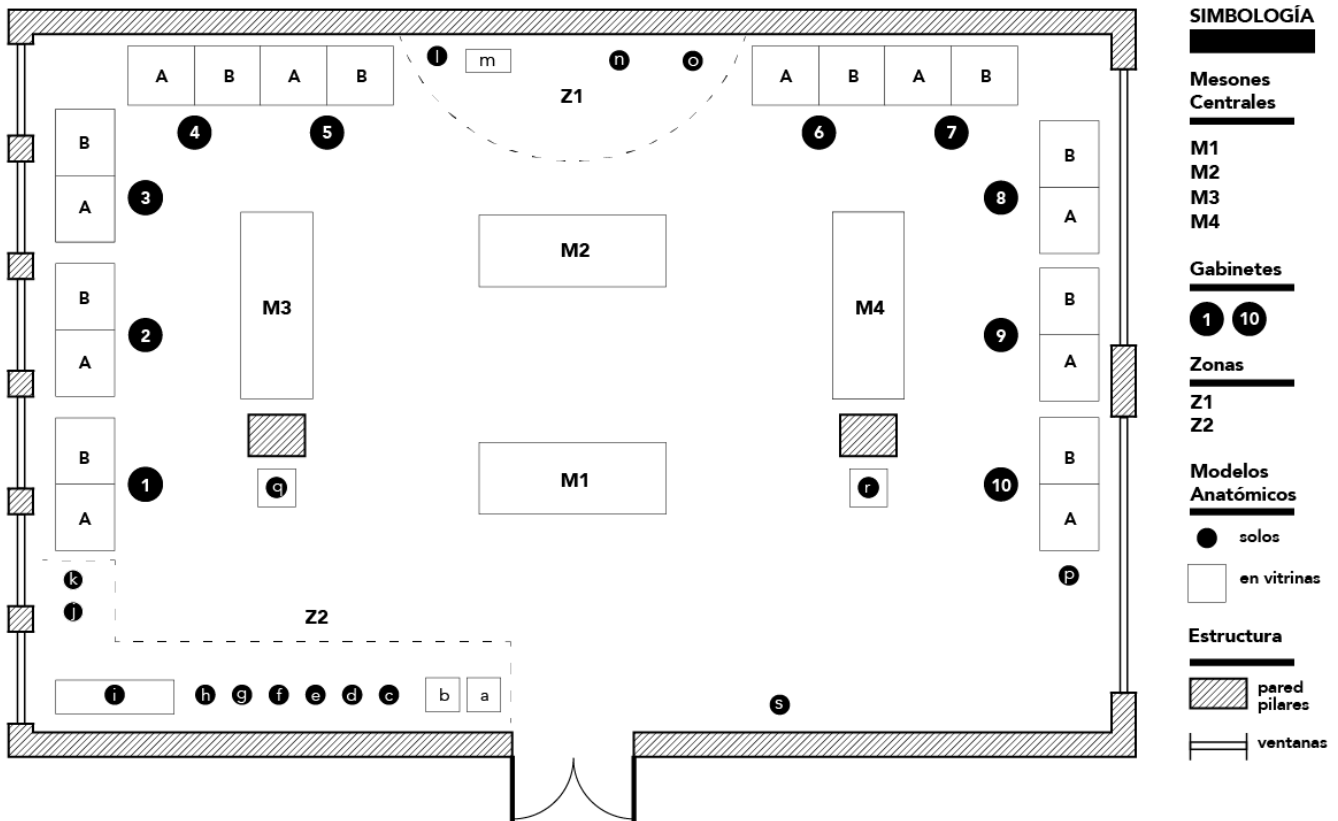 A B A B
l m n o
Z1
A B A B
4 5
6 7
B
A
3
B
A
8
M3
M2
M4
B
A
2
B
A
9
B
A
1
q
M1
r
B
A
10
k
j
p
Z2
i h g f e d c b a
s
SIMBOLOGÍA
Mesones
Centrales
M1
M2
M3
M4
Gabinetes
1 10
Zonas
Z1
Z2
Modelos
Anatómicos
solos
en vitrinas
Estructura
pared
pilares
ventanas